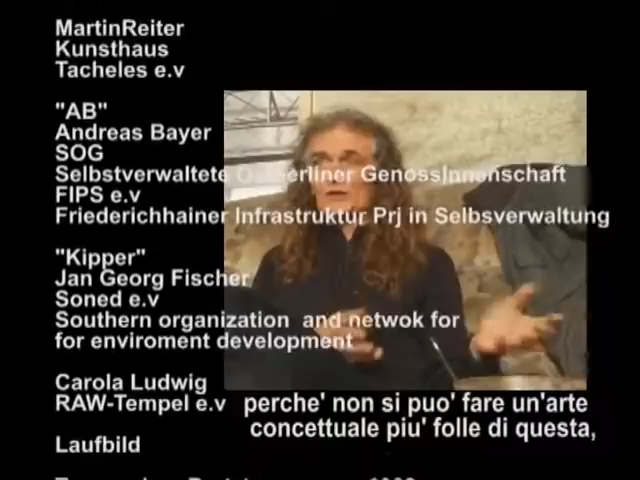 MartinReiter
Kunsthaus
Tacheles e.v
"AB"
Andreas Bayer
SOG
Selbstverwaltete Ostberliner GenossInnenschaft
FIPS e.v
Friederichhainer Infrastruktur Prj in Selbsverwaltung
"Kipper"
Jan Georg Fischer
Soned e.v
Southern organization and netwok for
for enviroment development
Carola Ludwig
RAW-Tempel e.v
Laufbild
perche' non si puo' fare un'arte
concettuale piu' folle di questa,